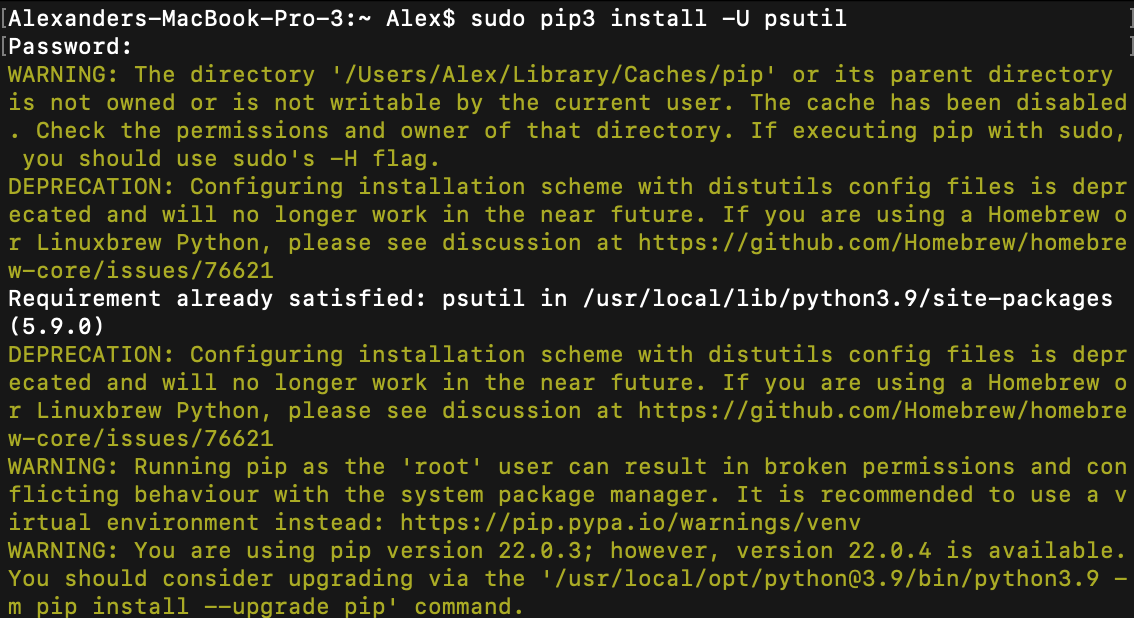 [Alexanders-MacBook-Pro-3:~ Alex$ sudo pip3 install -U psutil ]
[Password: ]
WARNING: The directory '/Users/Alex/Library/Caches/pip' or its parent directory
is not owned or is not writable by the current user. The cache has been disabled
. Check the permissions and owner of that directory. If executing pip with sudo,
 you should use sudo's -H flag.
DEPRECATION: Configuring installation scheme with distutils config files is depr
ecated and will no longer work in the near future. If you are using a Homebrew o
r Linuxbrew Python, please see discussion at https://github.com/Homebrew/homebre
w-core/issues/76621
Requirement already satisfied: psutil in /usr/local/lib/python3.9/site-packages
(5.9.0)
DEPRECATION: Configuring installation scheme with distutils config files is depr
ecated and will no longer work in the near future. If you are using a Homebrew o
r Linuxbrew Python, please see discussion at https://github.com/Homebrew/homebre
w-core/issues/76621
WARNING: Running pip as the 'root' user can result in broken permissions and con
flicting behaviour with the system package manager. It is recommended to use a v
irtual environment instead: https://pip.pypa.io/warnings/venv
WARNING: You are using pip version 22.0.3; however, version 22.0.4 is available.
You should consider upgrading via the '/usr/local/opt/python@3.9/bin/python3.9 -
m pip install --upgrade pip' command.